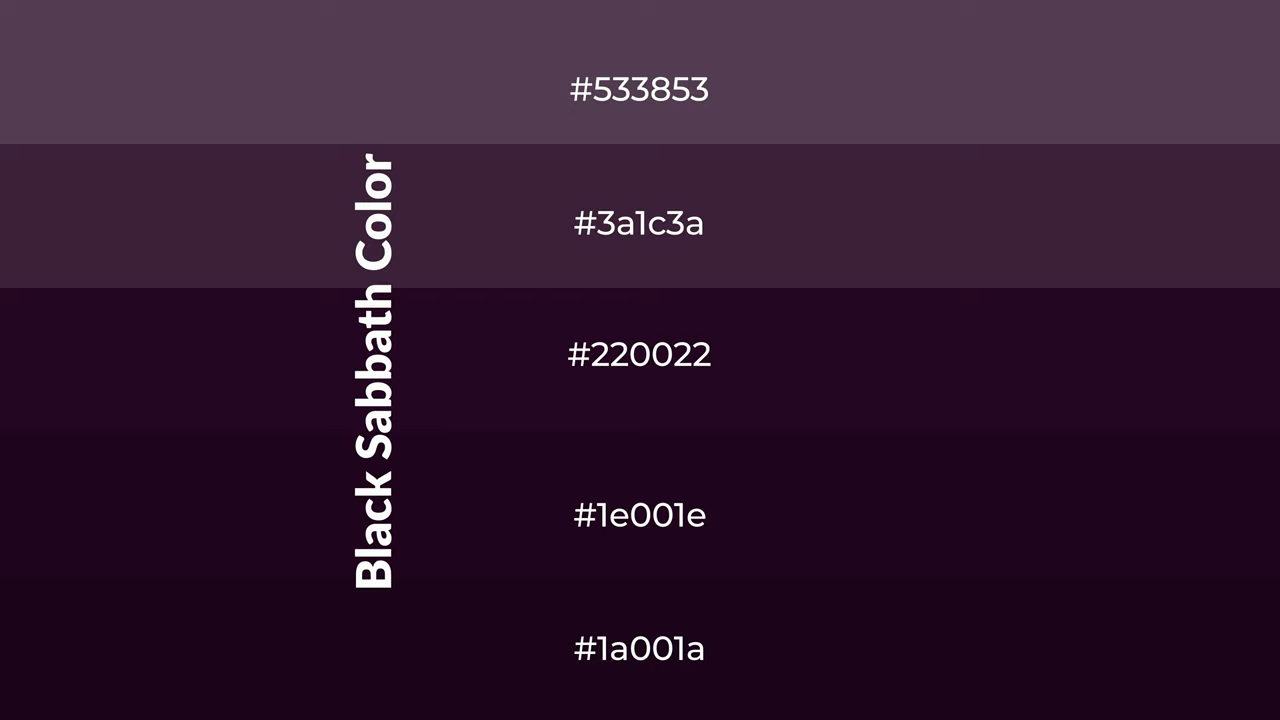 #533853
Black Sabbath Color
#3a1c3a
#220022
#1e001e
#1a001a